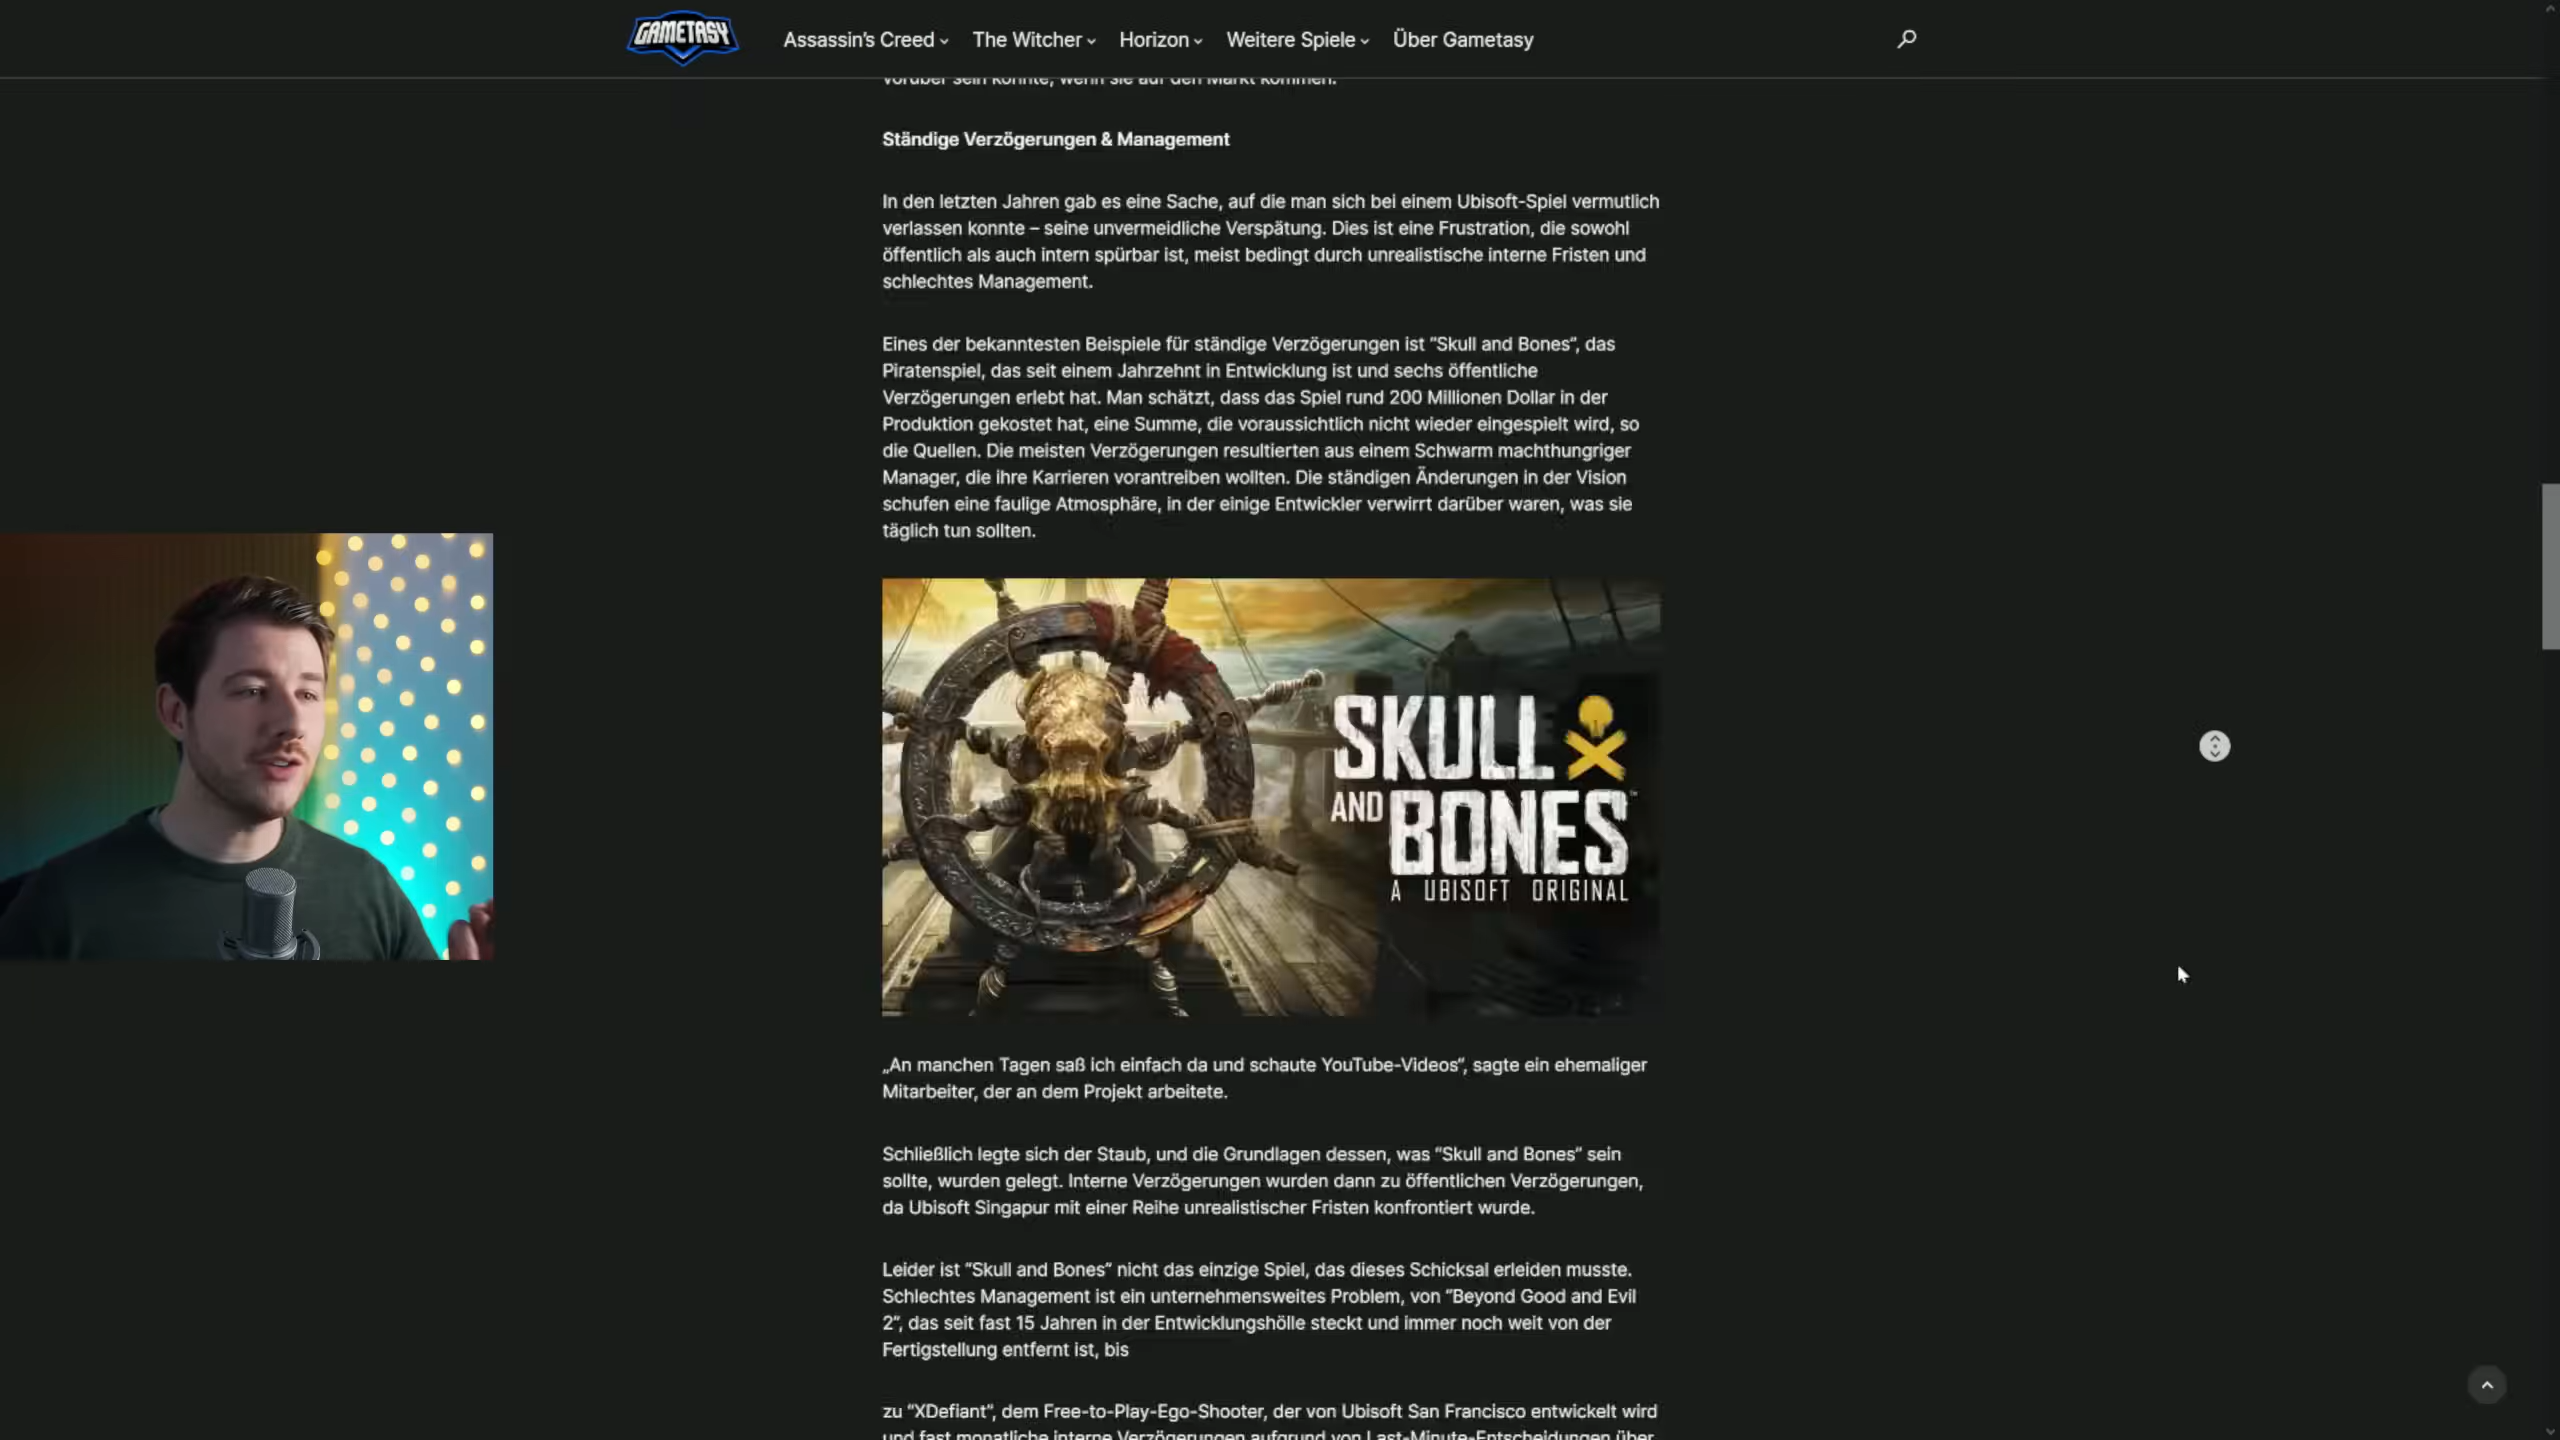 GAMETASY
Assassin's Creed
The Witcher
Horizon
Weitere Spiele
Über Gametasy
vorüber sein könnte, wenn sie auf den Markt kommen.
Ständige Verzögerungen & Management
In den letzten Jahren gab es eine Sache, auf die man sich bei einem Ubisoft-Spiel vermutlich
verlassen konnte – seine unvermeidliche Verspätung. Dies ist eine Frustration, die sowohl
öffentlich als auch intern spürbar ist, meist bedingt durch unrealistische interne Fristen und
schlechtes Management.
Eines der bekanntesten Beispiele für ständige Verzögerungen ist “Skull and Bones”, das
Piratenspiel, das seit einem Jahrzehnt in Entwicklung ist und sechs öffentliche
Verzögerungen erlebt hat. Man schätzt, dass das Spiel rund 200 Millionen Dollar in der
Produktion gekostet hat, eine Summe, die voraussichtlich nicht wieder eingespielt wird, so
die Quellen. Die meisten Verzögerungen resultierten aus einem Schwarm machthungriger
Manager, die ihre Karrieren vorantreiben wollten. Die ständigen Änderungen in der Vision
schufen eine faulige Atmosphäre, in der einige Entwickler verwirrt darüber waren, was sie
täglich tun sollten.
SKULL
AND BONES™
A UBISOFT ORIGINAL
„An manchen Tagen saß ich einfach da und schaute YouTube-Videos“, sagte ein ehemaliger
Mitarbeiter, der an dem Projekt arbeitete.
Schließlich legte sich der Staub, und die Grundlagen dessen, was “Skull and Bones” sein
sollte, wurden gelegt. Interne Verzögerungen wurden dann zu öffentlichen Verzögerungen,
da Ubisoft Singapur mit einer Reihe unrealistischer Fristen konfrontiert wurde.
Leider ist “Skull and Bones” nicht das einzige Spiel, das dieses Schicksal erleiden musste.
Schlechtes Management ist ein unternehmensweites Problem, von “Beyond Good and Evil
2”, das seit fast 15 Jahren in der Entwicklungshölle steckt und immer noch weit von der
Fertigstellung entfernt ist, bis
zu “XDefiant”, dem Free-to-Play-Ego-Shooter, der von Ubisoft San Francisco entwickelt wird
und fast monatliche interne Verzögerungen aufgrund von Last-Minute-Entscheidungen über